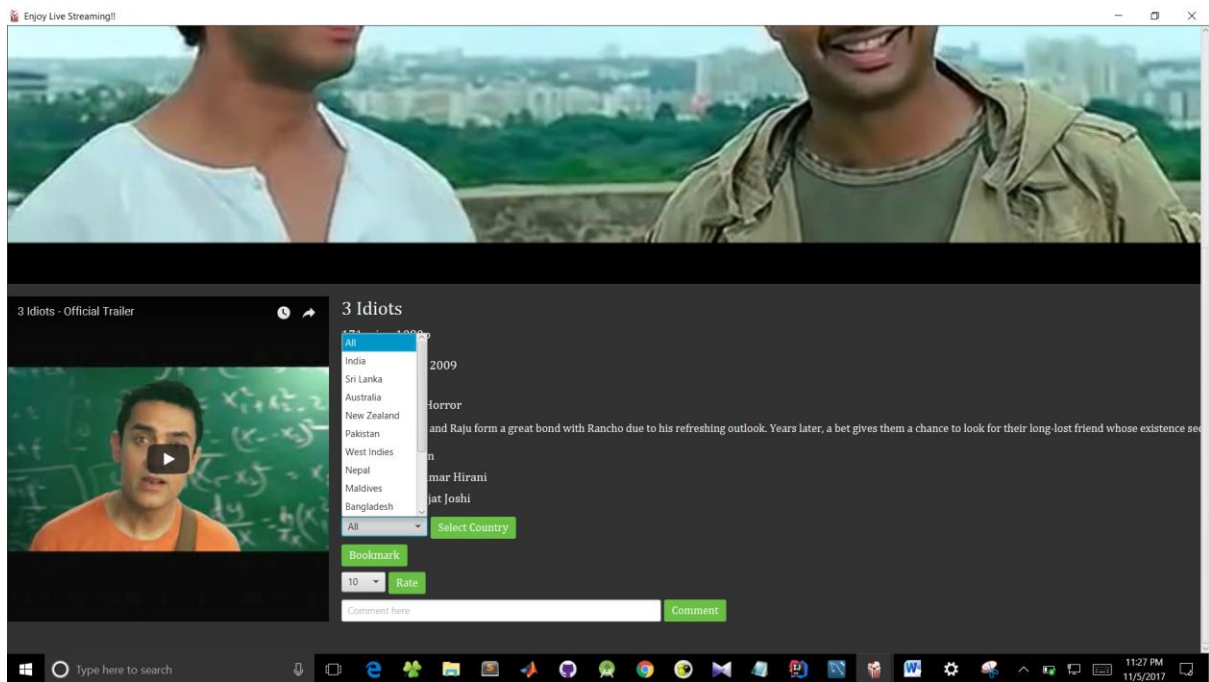 Enjoy Live Streaming!!
3 Idiots - Official Trailer
3 Idiots
All
India
Sri Lanka
Australia
New Zealand
Pakistan
West Indies
Nepal
Maldives
Bangladesh
2009
Horror
and Raju form a great bond with Rancho due to his refreshing outlook. Years later, a bet gives them a chance to look for their long-lost friend whose existence see
mar Hirani
jat Joshi
All
Select Country
Bookmark
10
Rate
Comment here
Comment
Type here to search
11:27 PM
11/5/2017